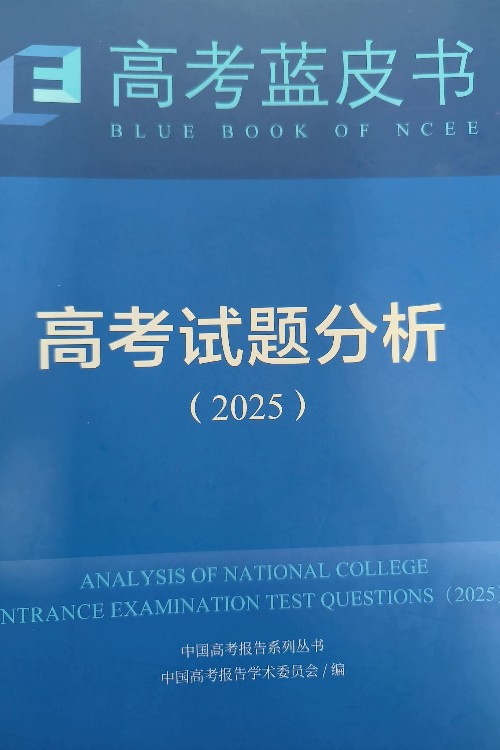 高考蓝皮书
BLUE BOOK OF NCEE
高考试题分析
（2025）
ANALYSIS OF NATIONAL COLLEGE
NTRANCE EXAMINATION TEST QUESTIONS（2025）
中国高考报告系列丛书
中国高考报告学术委员会/编